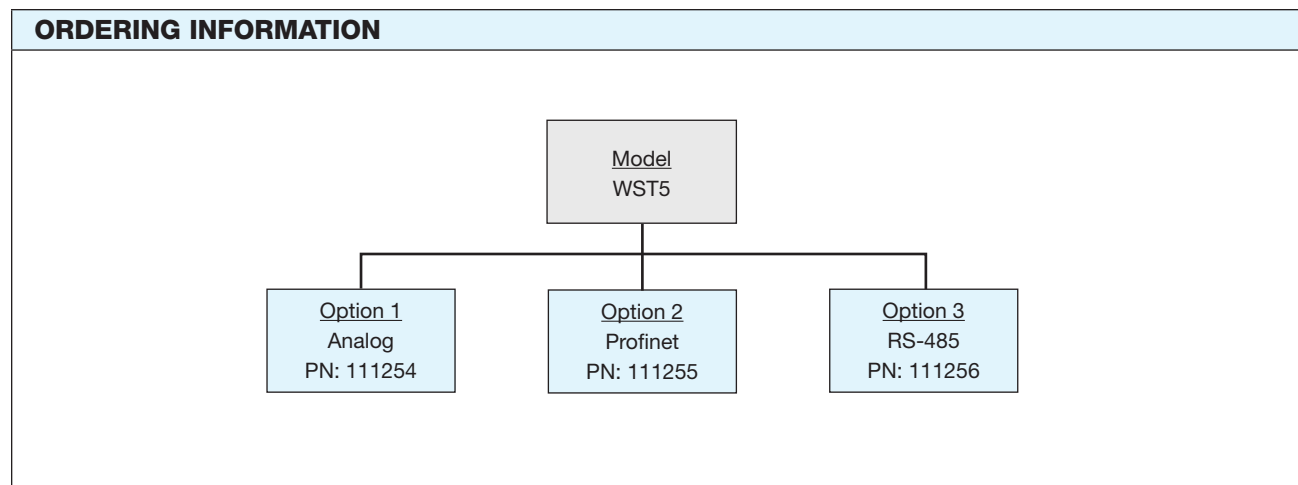 ORDERING INFORMATION
Model
WST5
Option 1
Analog
PN: 111254
Option 2
Profinet
PN: 111255
Option 3
RS-485
PN: 111256